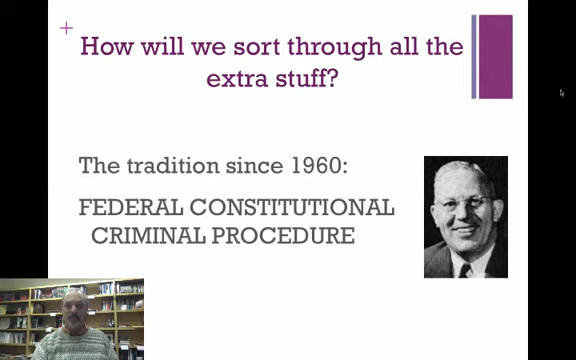 How will we sort through all the
extra stuff?
The tradition since 1960:
FEDERAL CONSTITUTIONAL
CRIMINAL PROCEDURE